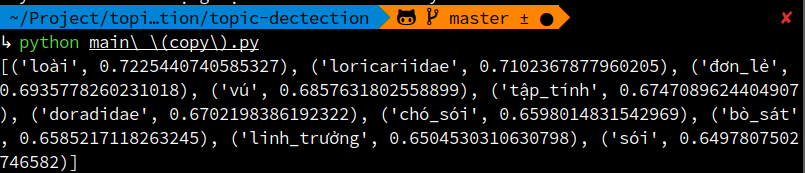 ~/Project/topi…tion/topic-dectection master ± ● ✘
↳ python main\ \(copy\).py
[('loài', 0.7225440740585327), ('loricariidae', 0.7102367877960205), ('đơn_lẻ',
0.6935778260231018), ('vú', 0.6857631802558899), ('tập_tính', 0.6747089624404907
), ('doradidae', 0.6702198386192322), ('chó_sói', 0.6598014831542969), ('bò_sát'
, 0.6585217118263245), ('linh_trưởng', 0.6504530310630798), ('sói', 0.6497807502
746582)]